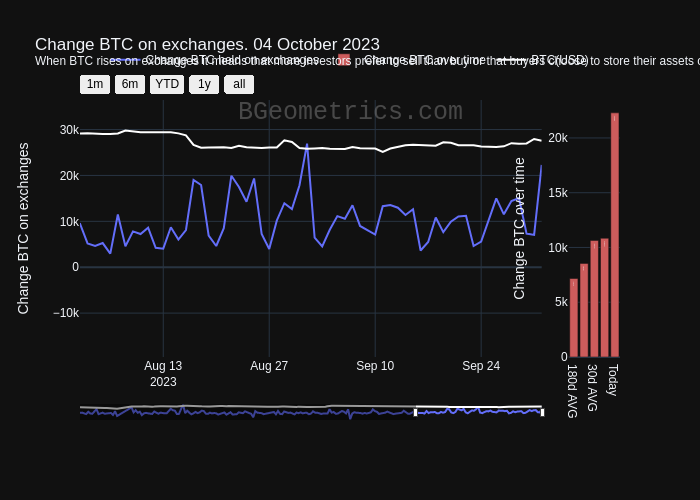 Change BTC on exchanges. 04 October 2023
When BTC rises on exchanges it means that more investors prefer to sell than buy or that buyers choose to store their assets o
Change BTC held on exchanges
Change BTC over time
BTC(USD)
1m 6m YTD 1y all
BGeometrics.com
Change BTC on exchanges
30k
20k
10k
0
−10k
Aug 13
2023
Aug 27
Sep 10
Sep 24
Change BTC over time
20k
15k
10k
5k
0
180d AVG
30d AVG
Today